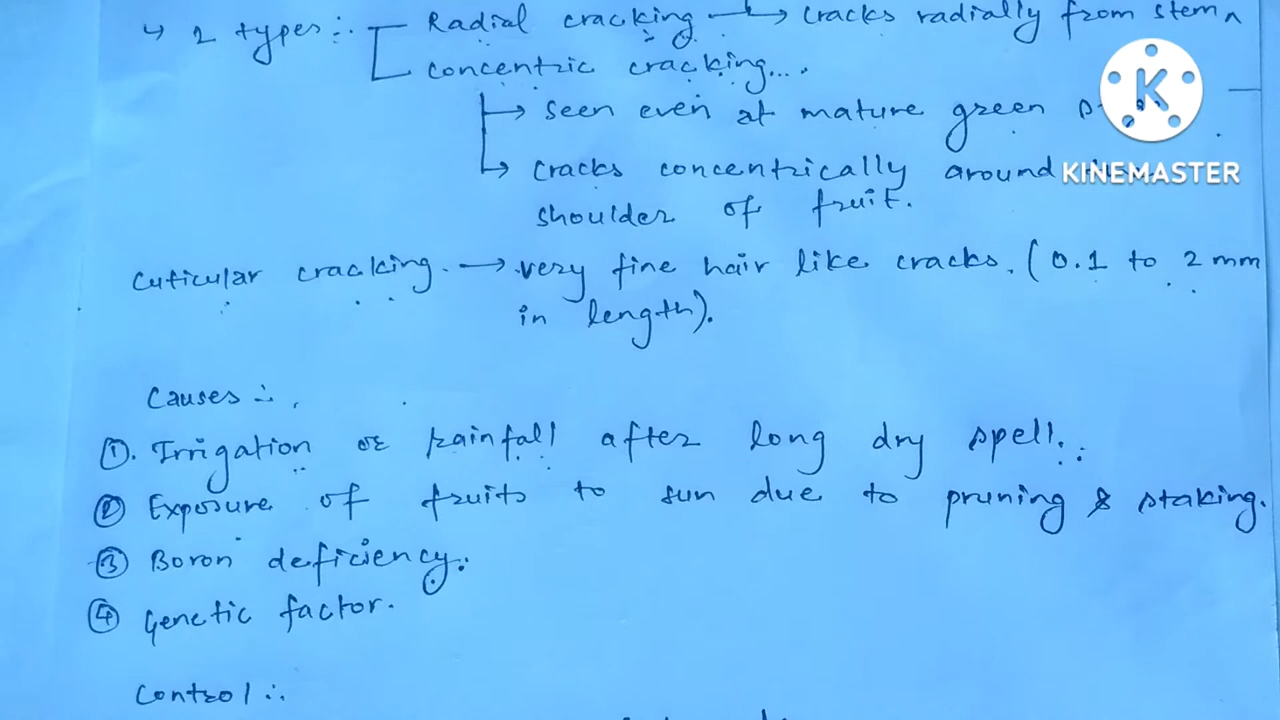 ↳ 2 types :- Radial cracking → cracks radially from stem
concentric cracking...
→ seen even at mature green
→ cracks concentrically around
shoulder of fruit.
K
KINEMASTER
Cuticular cracking. → very fine hair like cracks. (0.1 to 2 mm
in length).
Causes :-
①. Irrigation or rainfall after long dry spell.
② Exposure of fruits to sun due to pruning & staking.
③ Boron deficiency.
④ Genetic factor.
Control :-